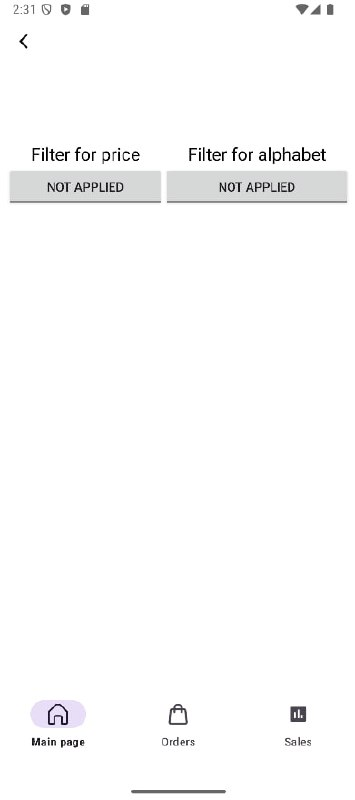 2:31
Filter for price Filter for alphabet
NOT APPLIED NOT APPLIED
Main page Orders Sales